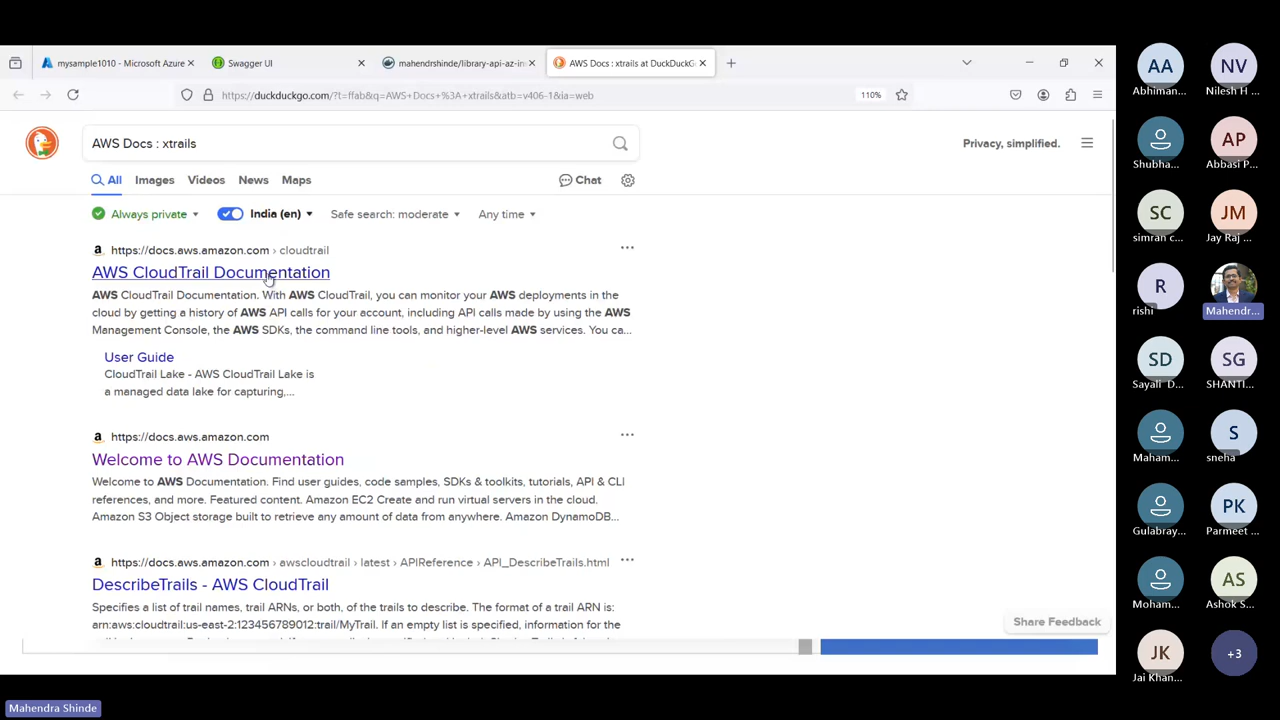 mysample1010 - Microsoft Azure
Swagger UI
mahendrshinde/library-api-az-in
AWS Docs : xtrails at DuckDuckG
https://duckduckgo.com/?t=ffab&q=AWS+Docs+%3A+xtrails&atb=v406-1&ia=web
110%
AWS Docs : xtrails
Privacy, simplified.
All
Images
Videos
News
Maps
Chat
Always private
India (en)
Safe search: moderate
Any time
https://docs.aws.amazon.com › cloudtrail
AWS CloudTrail Documentation
AWS CloudTrail Documentation. With AWS CloudTrail, you can monitor your AWS deployments in the
cloud by getting a history of AWS API calls for your account, including API calls made by using the AWS
Management Console, the AWS SDKs, the command line tools, and higher-level AWS services. You ca...
User Guide
CloudTrail Lake - AWS CloudTrail Lake is
a managed data lake for capturing,...
https://docs.aws.amazon.com
Welcome to AWS Documentation
Welcome to AWS Documentation. Find user guides, code samples, SDKs & toolkits, tutorials, API & CLI
references, and more. Featured content. Amazon EC2 Create and run virtual servers in the cloud.
Amazon S3 Object storage built to retrieve any amount of data from anywhere. Amazon DynamoDB...
https://docs.aws.amazon.com › awscloudtrail › latest › APIReference › API_DescribeTrails.html
DescribeTrails - AWS CloudTrail
Specifies a list of trail names, trail ARNs, or both, of the trails to describe. The format of a trail ARN is:
arn:aws:cloudtrail:us-east-2:123456789012:trail/MyTrail. If an empty list is specified, information for the
Share Feedback
AA
Abhiman...
NV
Nilesh H ...
Shubha...
AP
Abbasi P...
SC
simran c...
JM
Jay Raj ...
R
rishi
Mahendr...
SD
Sayali D...
SG
SHANTI...
Maham...
S
sneha
Gulabray...
PK
Parmeet ...
Moham...
AS
Ashok S...
JK
Jai Khan...
+3
Mahendra Shinde